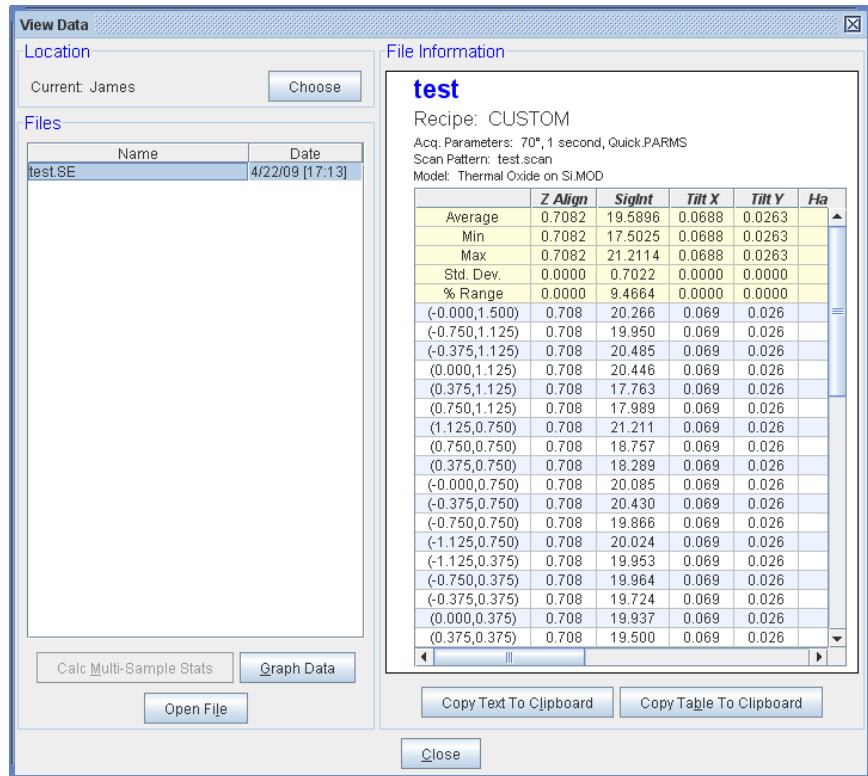 View Data
Location
Current: James
Choose
Files
Name Date
test.SE 4/22/09 [17:13]
Calc Multi-Sample Stats
Graph Data
Open File
File Information
test
Recipe: CUSTOM
Acq. Parameters: 70°, 1 second, Quick.PARMS
Scan Pattern: test.scan
Model: Thermal Oxide on Si.MOD
Z Align SigInt Tilt X Tilt Y Ha
Average 0.7082 19.5896 0.0688 0.0263
Min 0.7082 17.5025 0.0688 0.0263
Max 0.7082 21.2114 0.0688 0.0263
Std. Dev. 0.0000 0.7022 0.0000 0.0000
% Range 0.0000 9.4664 0.0000 0.0000
(-0.000,1.500) 0.708 20.266 0.069 0.026
(-0.750,1.125) 0.708 19.950 0.069 0.026
(-0.375,1.125) 0.708 20.485 0.069 0.026
(0.000,1.125) 0.708 20.446 0.069 0.026
(0.375,1.125) 0.708 17.763 0.069 0.026
(0.750,1.125) 0.708 17.989 0.069 0.026
(1.125,0.750) 0.708 21.211 0.069 0.026
(0.750,0.750) 0.708 18.757 0.069 0.026
(0.375,0.750) 0.708 18.289 0.069 0.026
(-0.000,0.750) 0.708 20.085 0.069 0.026
(-0.375,0.750) 0.708 20.430 0.069 0.026
(-0.750,0.750) 0.708 19.866 0.069 0.026
(-1.125,0.750) 0.708 20.024 0.069 0.026
(-1.125,0.375) 0.708 19.953 0.069 0.026
(-0.750,0.375) 0.708 19.964 0.069 0.026
(-0.375,0.375) 0.708 19.724 0.069 0.026
(0.000,0.375) 0.708 19.937 0.069 0.026
(0.375,0.375) 0.708 19.500 0.069 0.026
Copy Text To Clipboard
Copy Table To Clipboard
Close